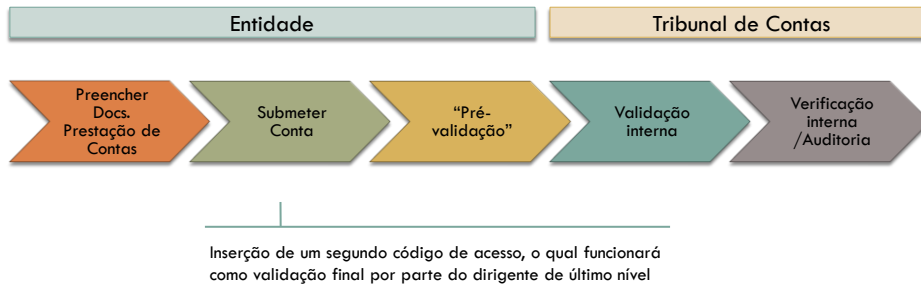 Entidade
Tribunal de Contas
Preencher
Docs.
Prestação de
Contas
Submeter
Conta
“Pré-
validação”
Validação
interna
Verificação
interna
/Auditoria
Inserção de um segundo código de acesso, o qual funcionará
como validação final por parte do dirigente de último nível